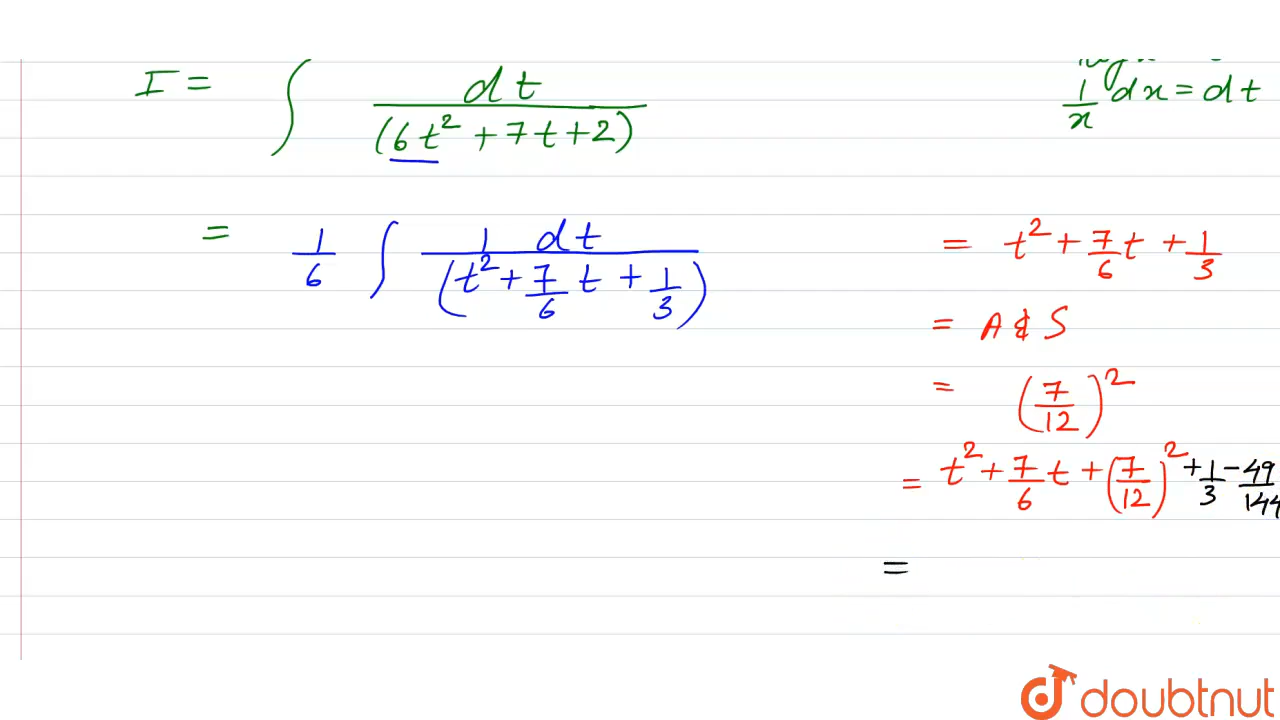 I = ∫ dt / (6t² + 7t + 2)
1/x dx = dt
= 1/6 ∫ 1 dt / (t² + 7/6 t + 1/3)
= t² + 7/6 t + 1/3
= A & S
= (7/12)²
= t² + 7/6 t + (7/12)² + 1/3 - 49/144
=
doubtnut